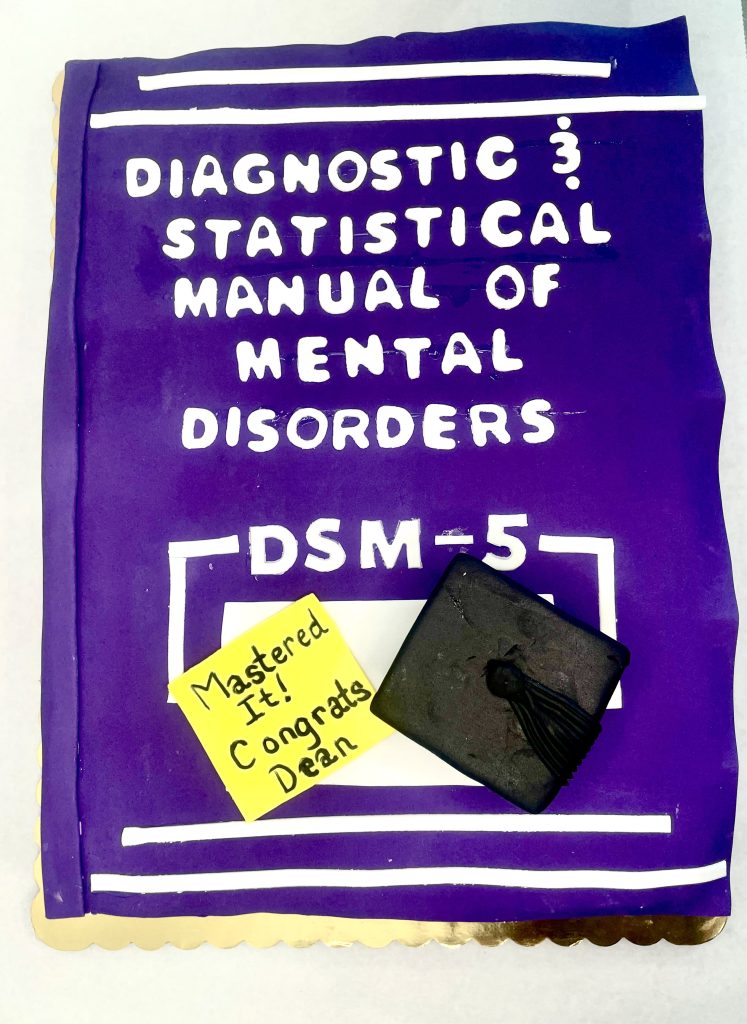 DIAGNOSTIC &
STATISTICAL
MANUAL OF
MENTAL
DISORDERS
DSM-5
Mastered
It!
Congrats
Dean